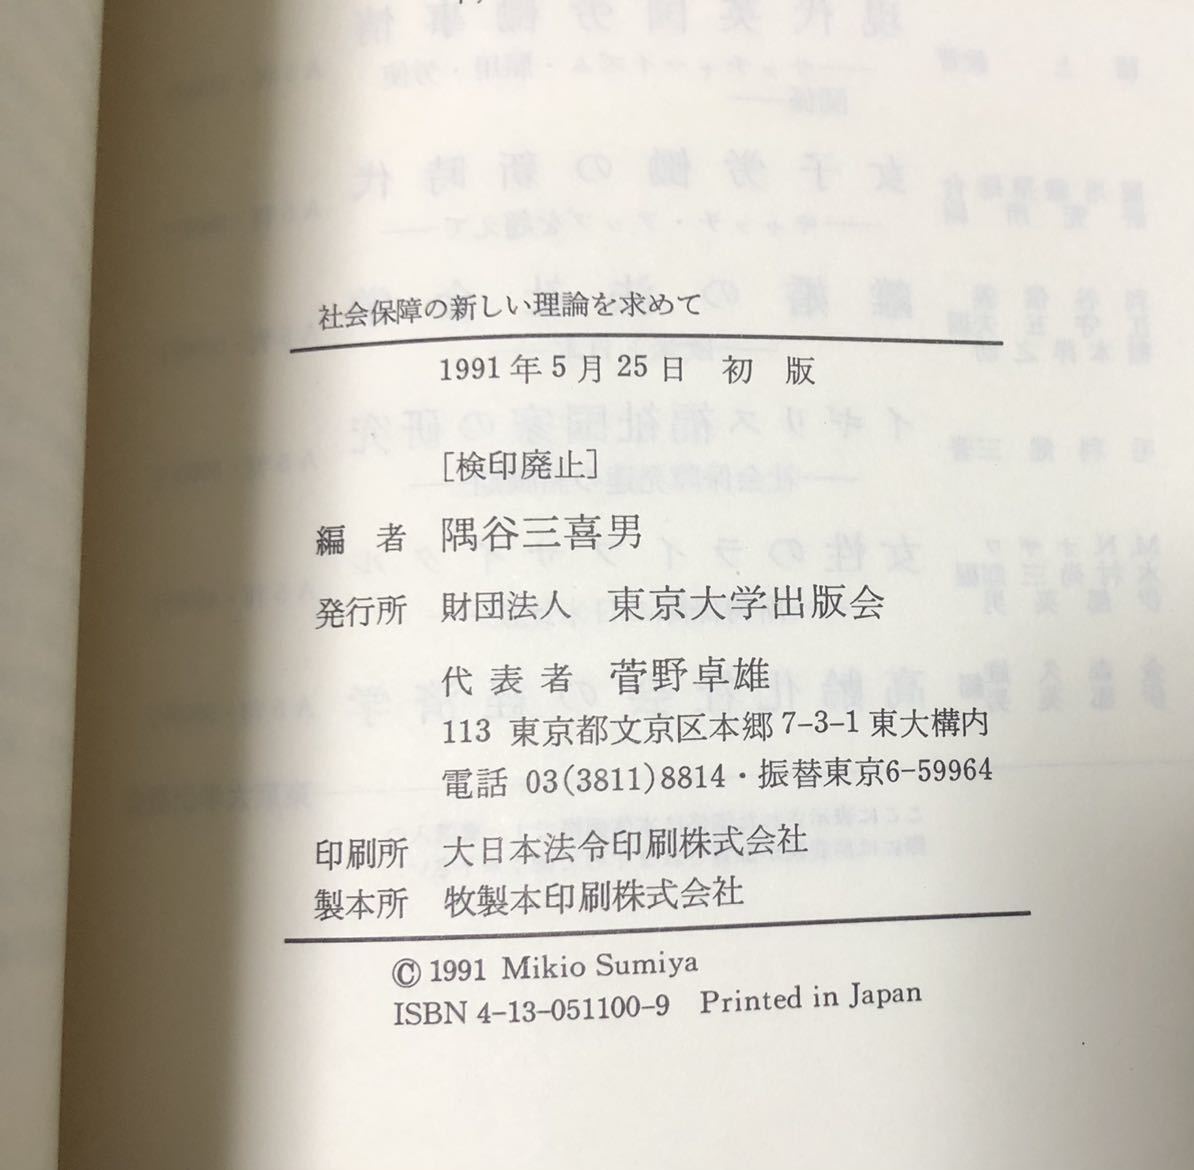 社会保障の新しい理論を求めて
1991年5月25日　初　版
［検印廃止］
編　者　隅谷三喜男
発行所　財団法人　東京大学出版会
代表者　菅野卓雄
113 東京都文京区本郷7-3-1東大構内
電話 03(3811)8814・振替東京6-59964
印刷所　大日本法令印刷株式会社
製本所　牧製本印刷株式会社
© 1991 Mikio Sumiya
ISBN 4-13-051100-9　Printed in Japan